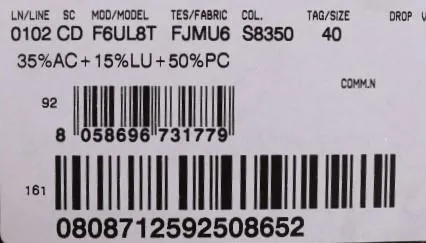 LN/LINE SC MOD/MODEL TES/FABRIC COL. TAG/SIZE DROP
0102 CD F6UL8T FJMU6 S8350 40
35%AC+15%LU+50%PC
COMM.N
92
8 058696 731779
161
0808712592508652